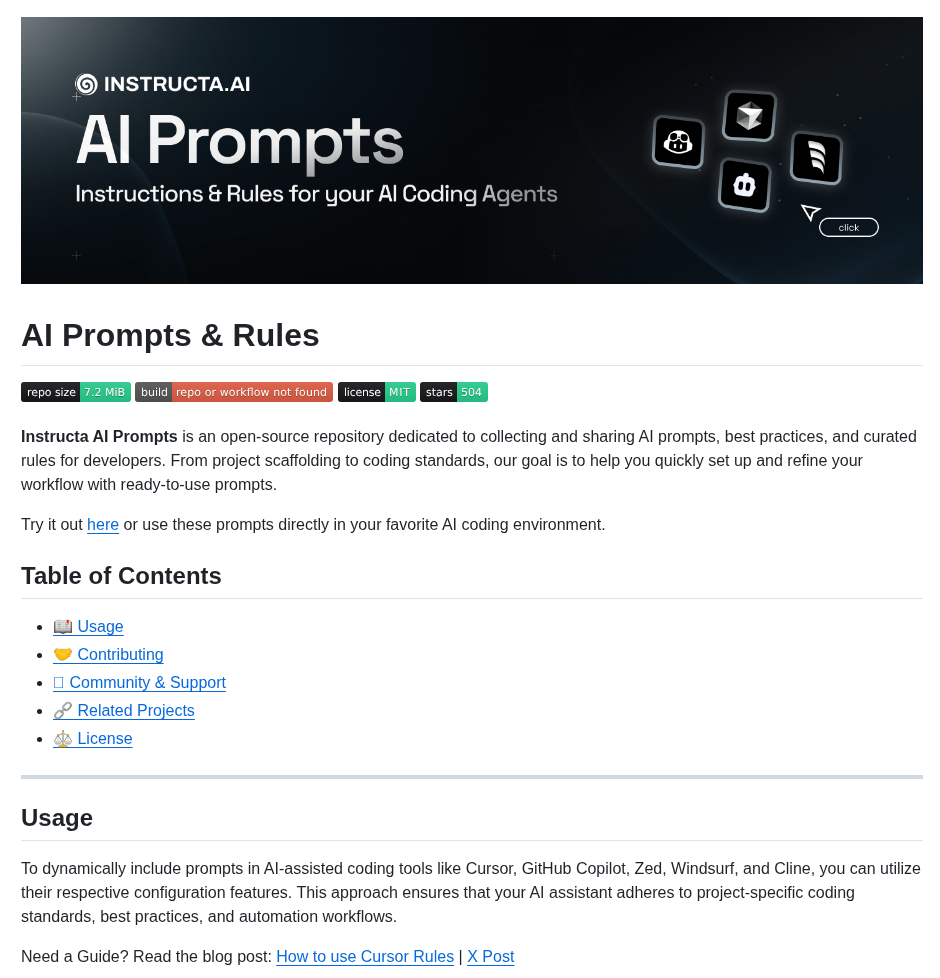 INSTRUCTA.AI
AI Prompts
Instructions & Rules for your AI Coding Agents
click
AI Prompts & Rules
repo size 7.2 MiB build repo or workflow not found license MIT stars 504
Instructa AI Prompts is an open-source repository dedicated to collecting and sharing AI prompts, best practices, and curated
rules for developers. From project scaffolding to coding standards, our goal is to help you quickly set up and refine your
workflow with ready-to-use prompts.
Try it out here or use these prompts directly in your favorite AI coding environment.
Table of Contents
• 📖 Usage
• 🤝 Contributing
• Community & Support
• 🔗 Related Projects
• ⚖️ License
Usage
To dynamically include prompts in AI-assisted coding tools like Cursor, GitHub Copilot, Zed, Windsurf, and Cline, you can utilize
their respective configuration features. This approach ensures that your AI assistant adheres to project-specific coding
standards, best practices, and automation workflows.
Need a Guide? Read the blog post: How to use Cursor Rules | X Post